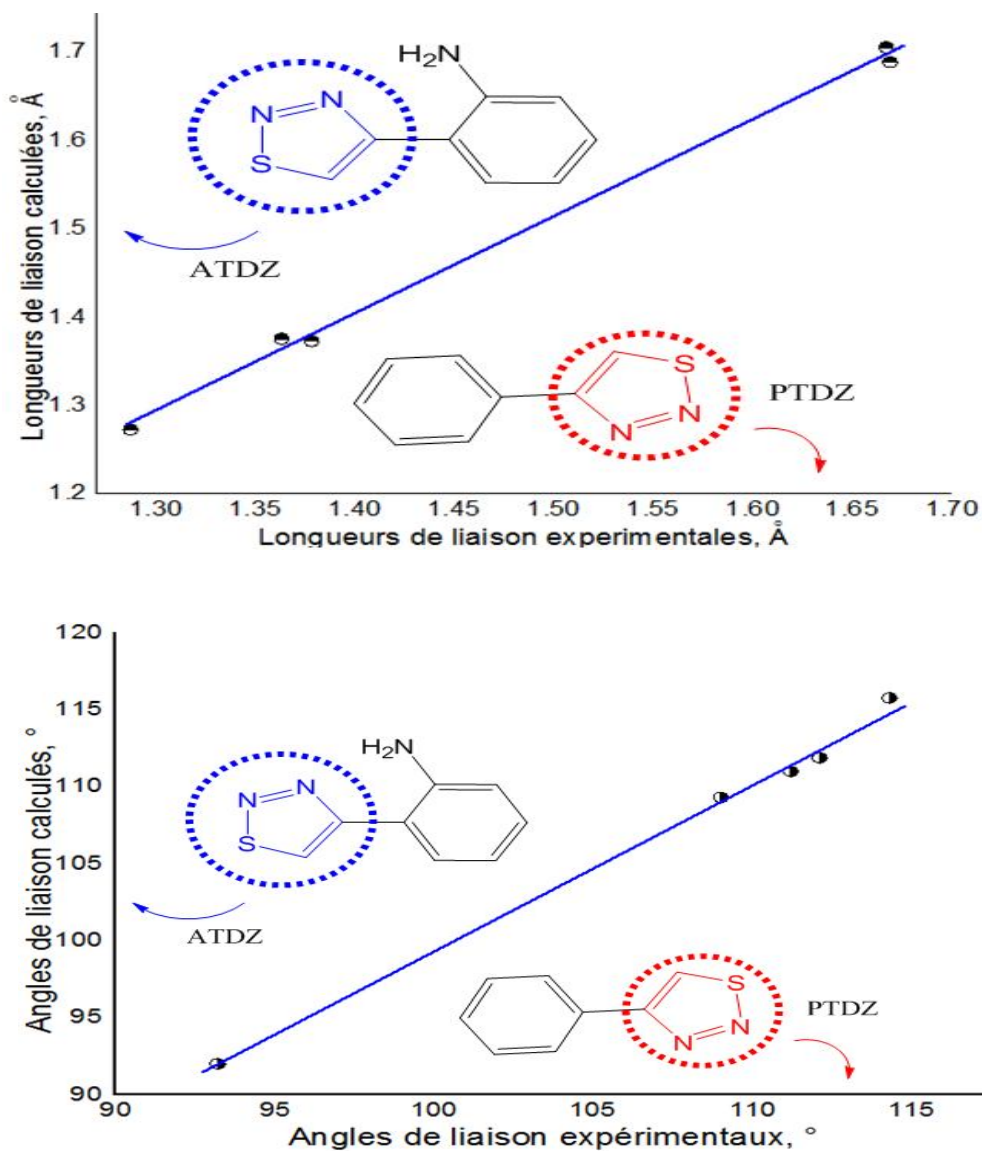 Longueurs de liaison calculées, Å
1.7
1.6
1.5
1.4
1.3
1.2
H₂N
N
N
S
ATDZ
S
N
N
PTDZ
1.30 1.35 1.40 1.45 1.50 1.55 1.60 1.65 1.70
Longueurs de liaison experimentales, Å
Angles de liaison calculés, °
120
115
110
105
100
95
90
H₂N
N
N
S
ATDZ
S
N
N
PTDZ
90 95 100 105 110 115
Angles de liaison expérimentaux, °